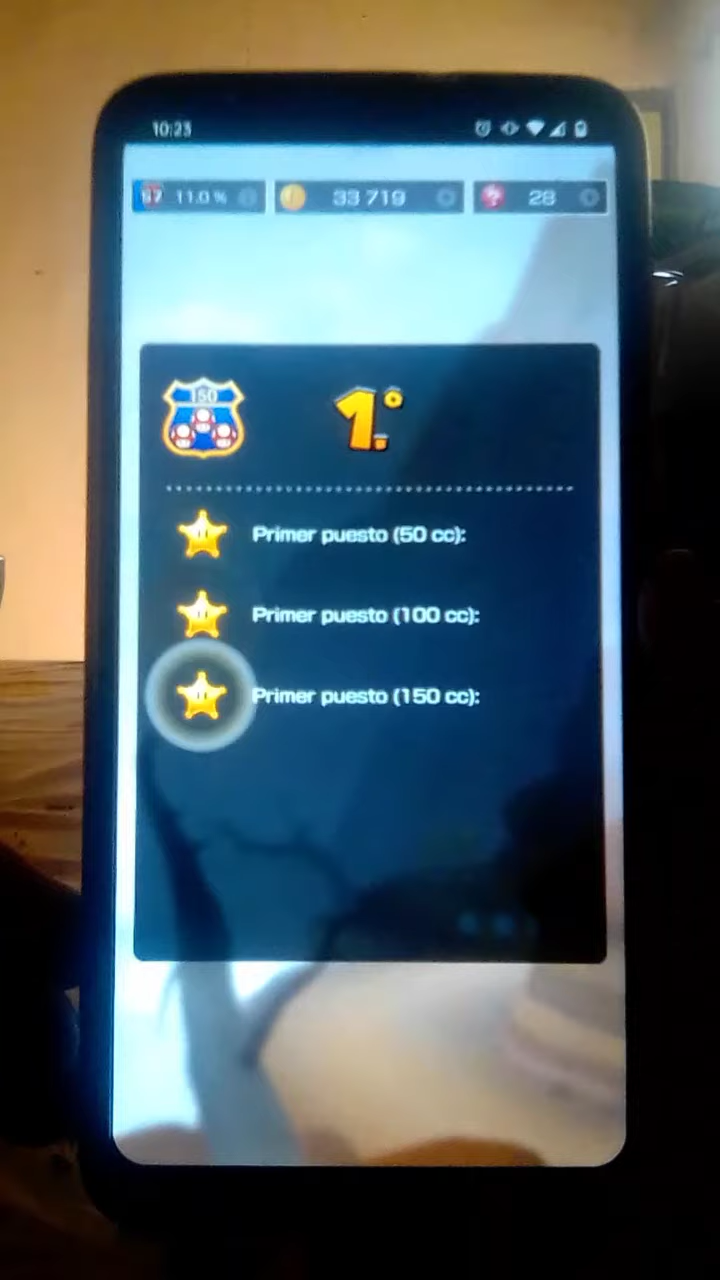 10:23
11.0 %
33 719
28
150
1.º
Primer puesto (50 cc):
Primer puesto (100 cc):
Primer puesto (150 cc):